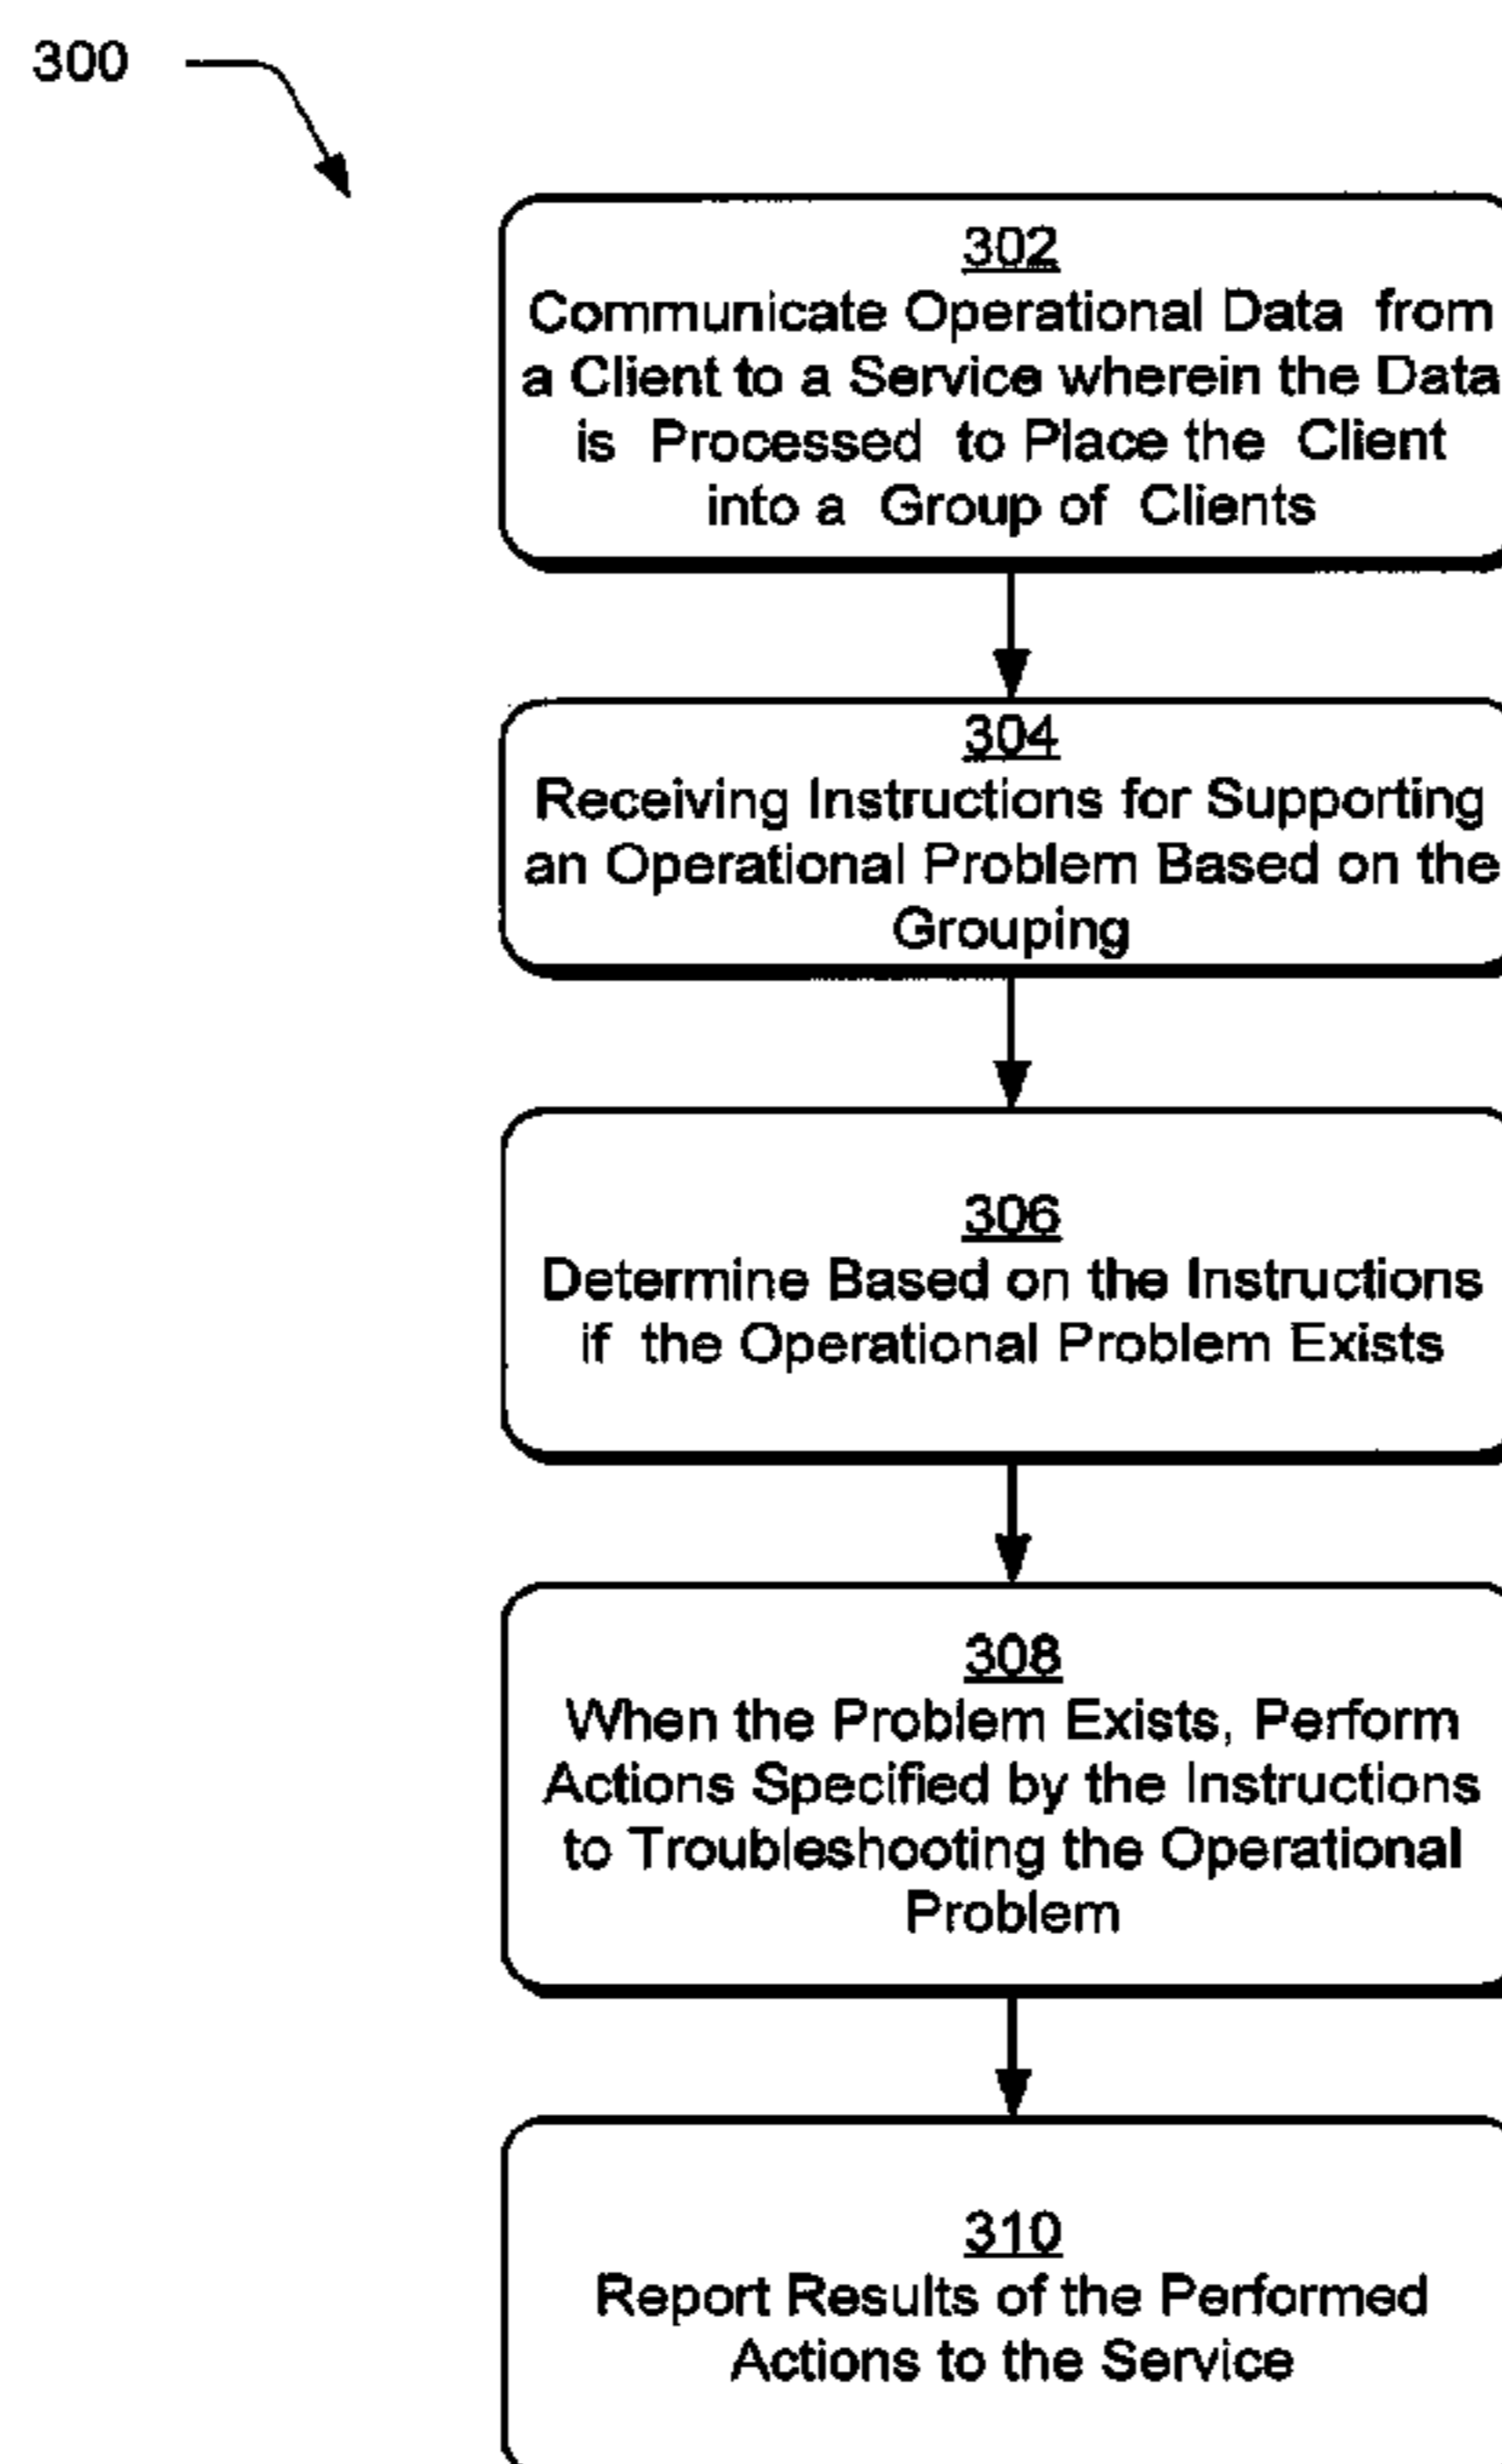 300
302
Communicate Operational Data from
a Client to a Service wherein the Data
is Processed to Place the Client
into a Group of Clients
304
Receiving Instructions for Supporting
an Operational Problem Based on the
Grouping
306
Determine Based on the Instructions
if the Operational Problem Exists
308
When the Problem Exists, Perform
Actions Specified by the Instructions
to Troubleshooting the Operational
Problem
310
Report Results of the Performed
Actions to the Service